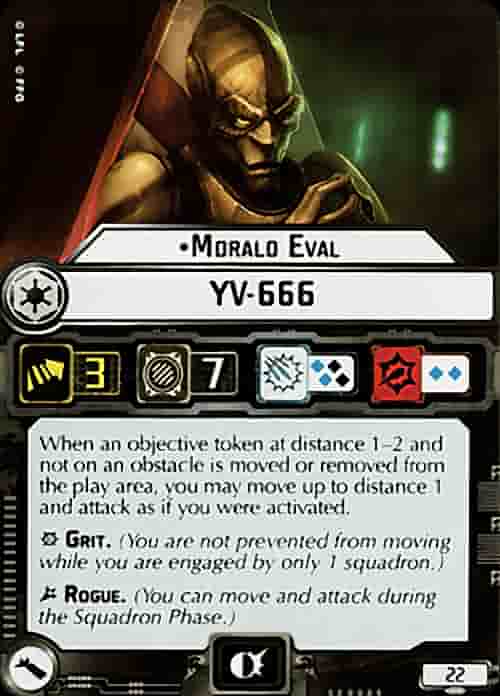 © LFL © FFG
•Moralo Eval
YV-666
3 7
When an objective token at distance 1–2 and
not on an obstacle is moved or removed from
the play area, you may move up to distance 1
and attack as if you were activated.
Grit. (You are not prevented from moving
while you are engaged by only 1 squadron.)
Rogue. (You can move and attack during
the Squadron Phase.)
22